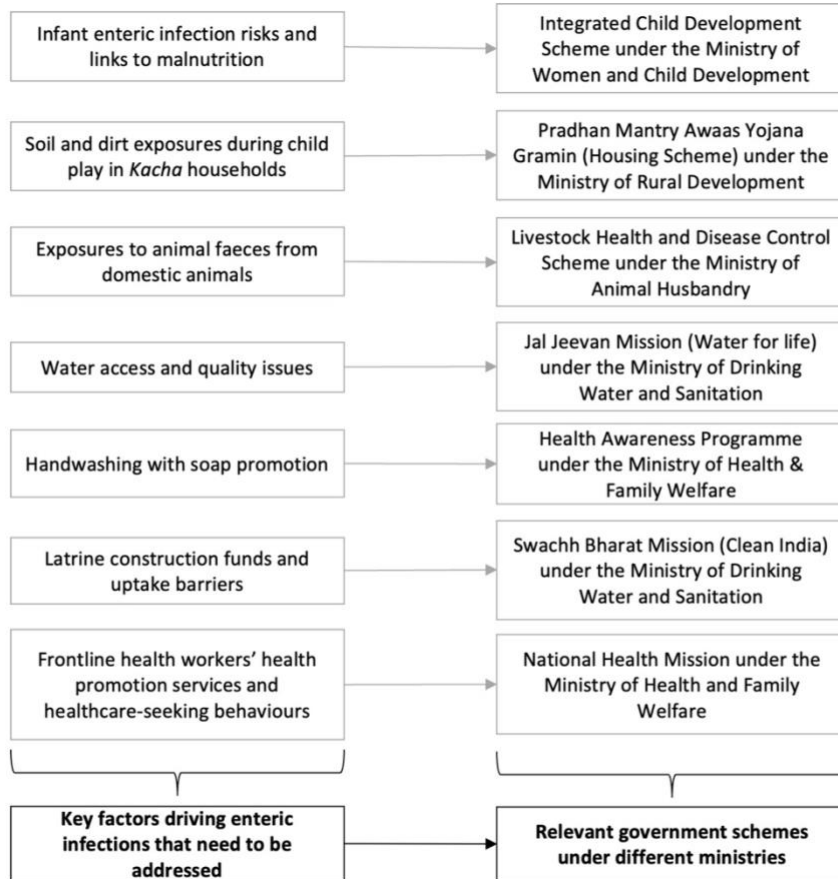 Infant enteric infection risks and
links to malnutrition
Integrated Child Development
Scheme under the Ministry of
Women and Child Development
Soil and dirt exposures during child
play in Kacha households
Pradhan Mantry Awaas Yojana
Gramin (Housing Scheme) under the
Ministry of Rural Development
Exposures to animal faeces from
domestic animals
Livestock Health and Disease Control
Scheme under the Ministry of
Animal Husbandry
Water access and quality issues
Jal Jeevan Mission (Water for life)
under the Ministry of Drinking
Water and Sanitation
Handwashing with soap promotion
Health Awareness Programme
under the Ministry of Health &
Family Welfare
Latrine construction funds and
uptake barriers
Swachh Bharat Mission (Clean India)
under the Ministry of Drinking
Water and Sanitation
Frontline health workers’ health
promotion services and
healthcare-seeking behaviours
National Health Mission under the
Ministry of Health and Family
Welfare
Key factors driving enteric
infections that need to be
addressed
Relevant government schemes
under different ministries